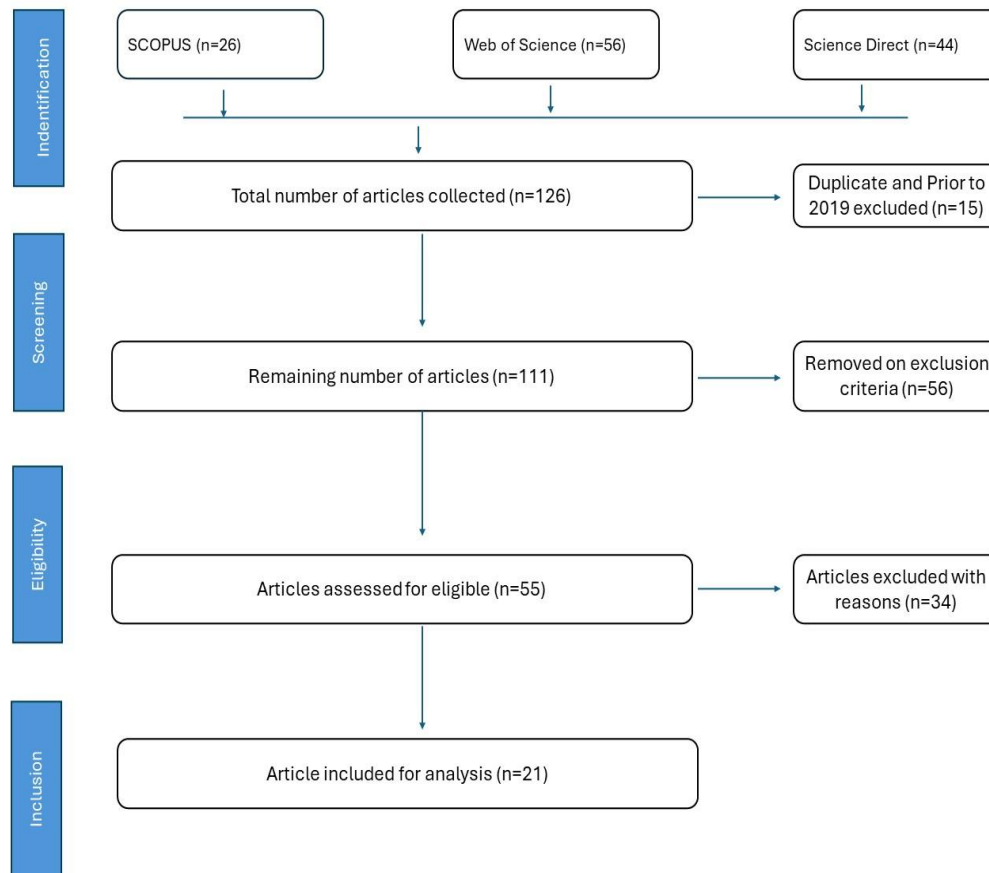 Indentification
SCOPUS (n=26)
Web of Science (n=56)
Science Direct (n=44)
Total number of articles collected (n=126)
Duplicate and Prior to
2019 excluded (n=15)
Screening
Remaining number of articles (n=111)
Removed on exclusion
criteria (n=56)
Eligibility
Articles assessed for eligible (n=55)
Articles excluded with
reasons (n=34)
Inclusion
Article included for analysis (n=21)